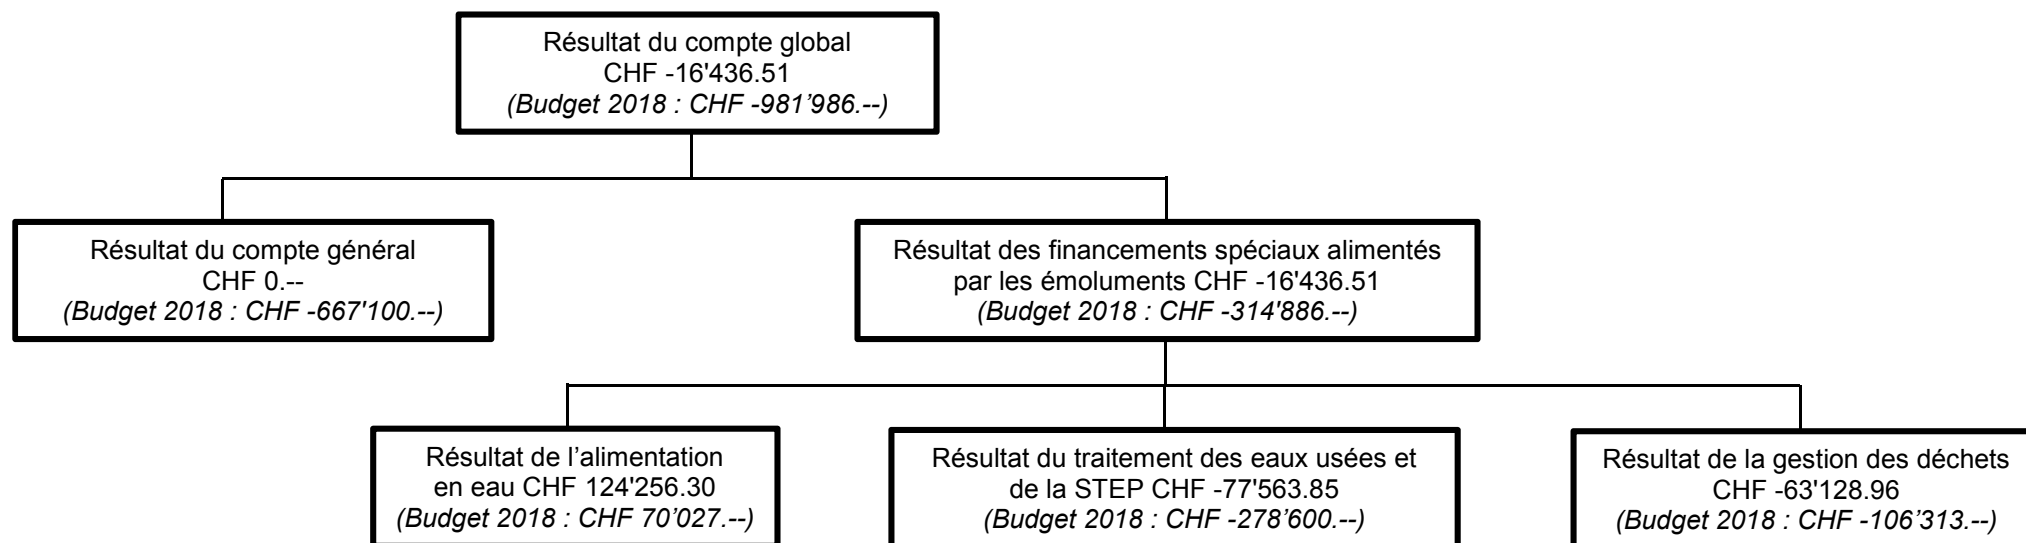 Résultat du compte global
CHF -16'436.51
(Budget 2018 : CHF -981’986.--)
Résultat du compte général
CHF 0.--
(Budget 2018 : CHF -667'100.--)
Résultat des financements spéciaux alimentés
par les émoluments CHF -16'436.51
(Budget 2018 : CHF -314'886.--)
Résultat de l’alimentation
en eau CHF 124'256.30
(Budget 2018 : CHF 70’027.--)
Résultat du traitement des eaux usées et
de la STEP CHF -77'563.85
(Budget 2018 : CHF -278’600.--)
Résultat de la gestion des déchets
CHF -63'128.96
(Budget 2018 : CHF -106’313.--)